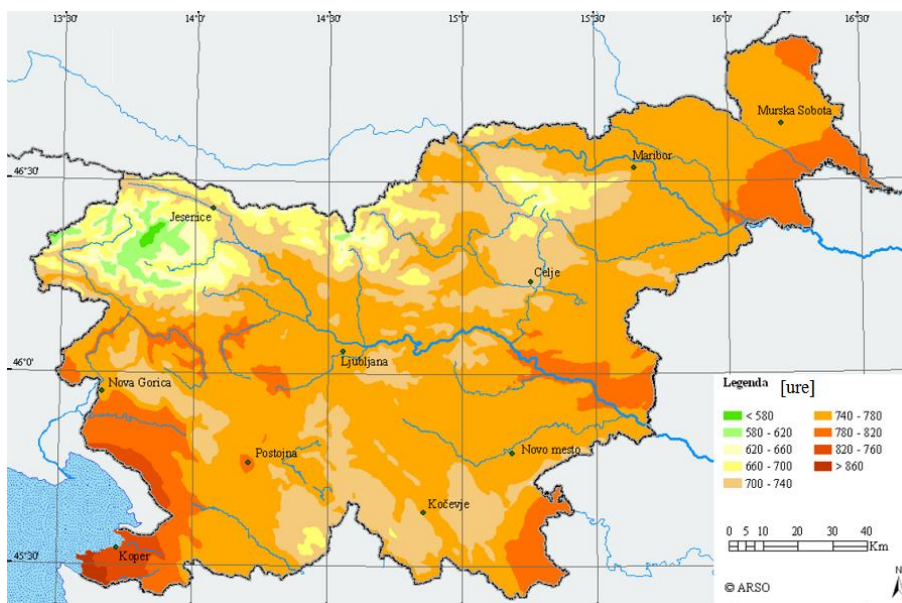 13°30' 14°0' 14°30' 15°0' 15°30' 16°0' 16°30'
Murska Sobota
Maribor
46°30'
Jesenice
Celje
Ljubljana
46°0'
Nova Gorica
Legenda [ure]
< 580 740 - 780
580 - 620 780 - 820
620 - 660 820 - 760
660 - 700 > 860
700 - 740
Postojna
Novo mesto
Kočevje
Koper
45°30'
0 5 10 20 30 40
Km
N
© ARSO